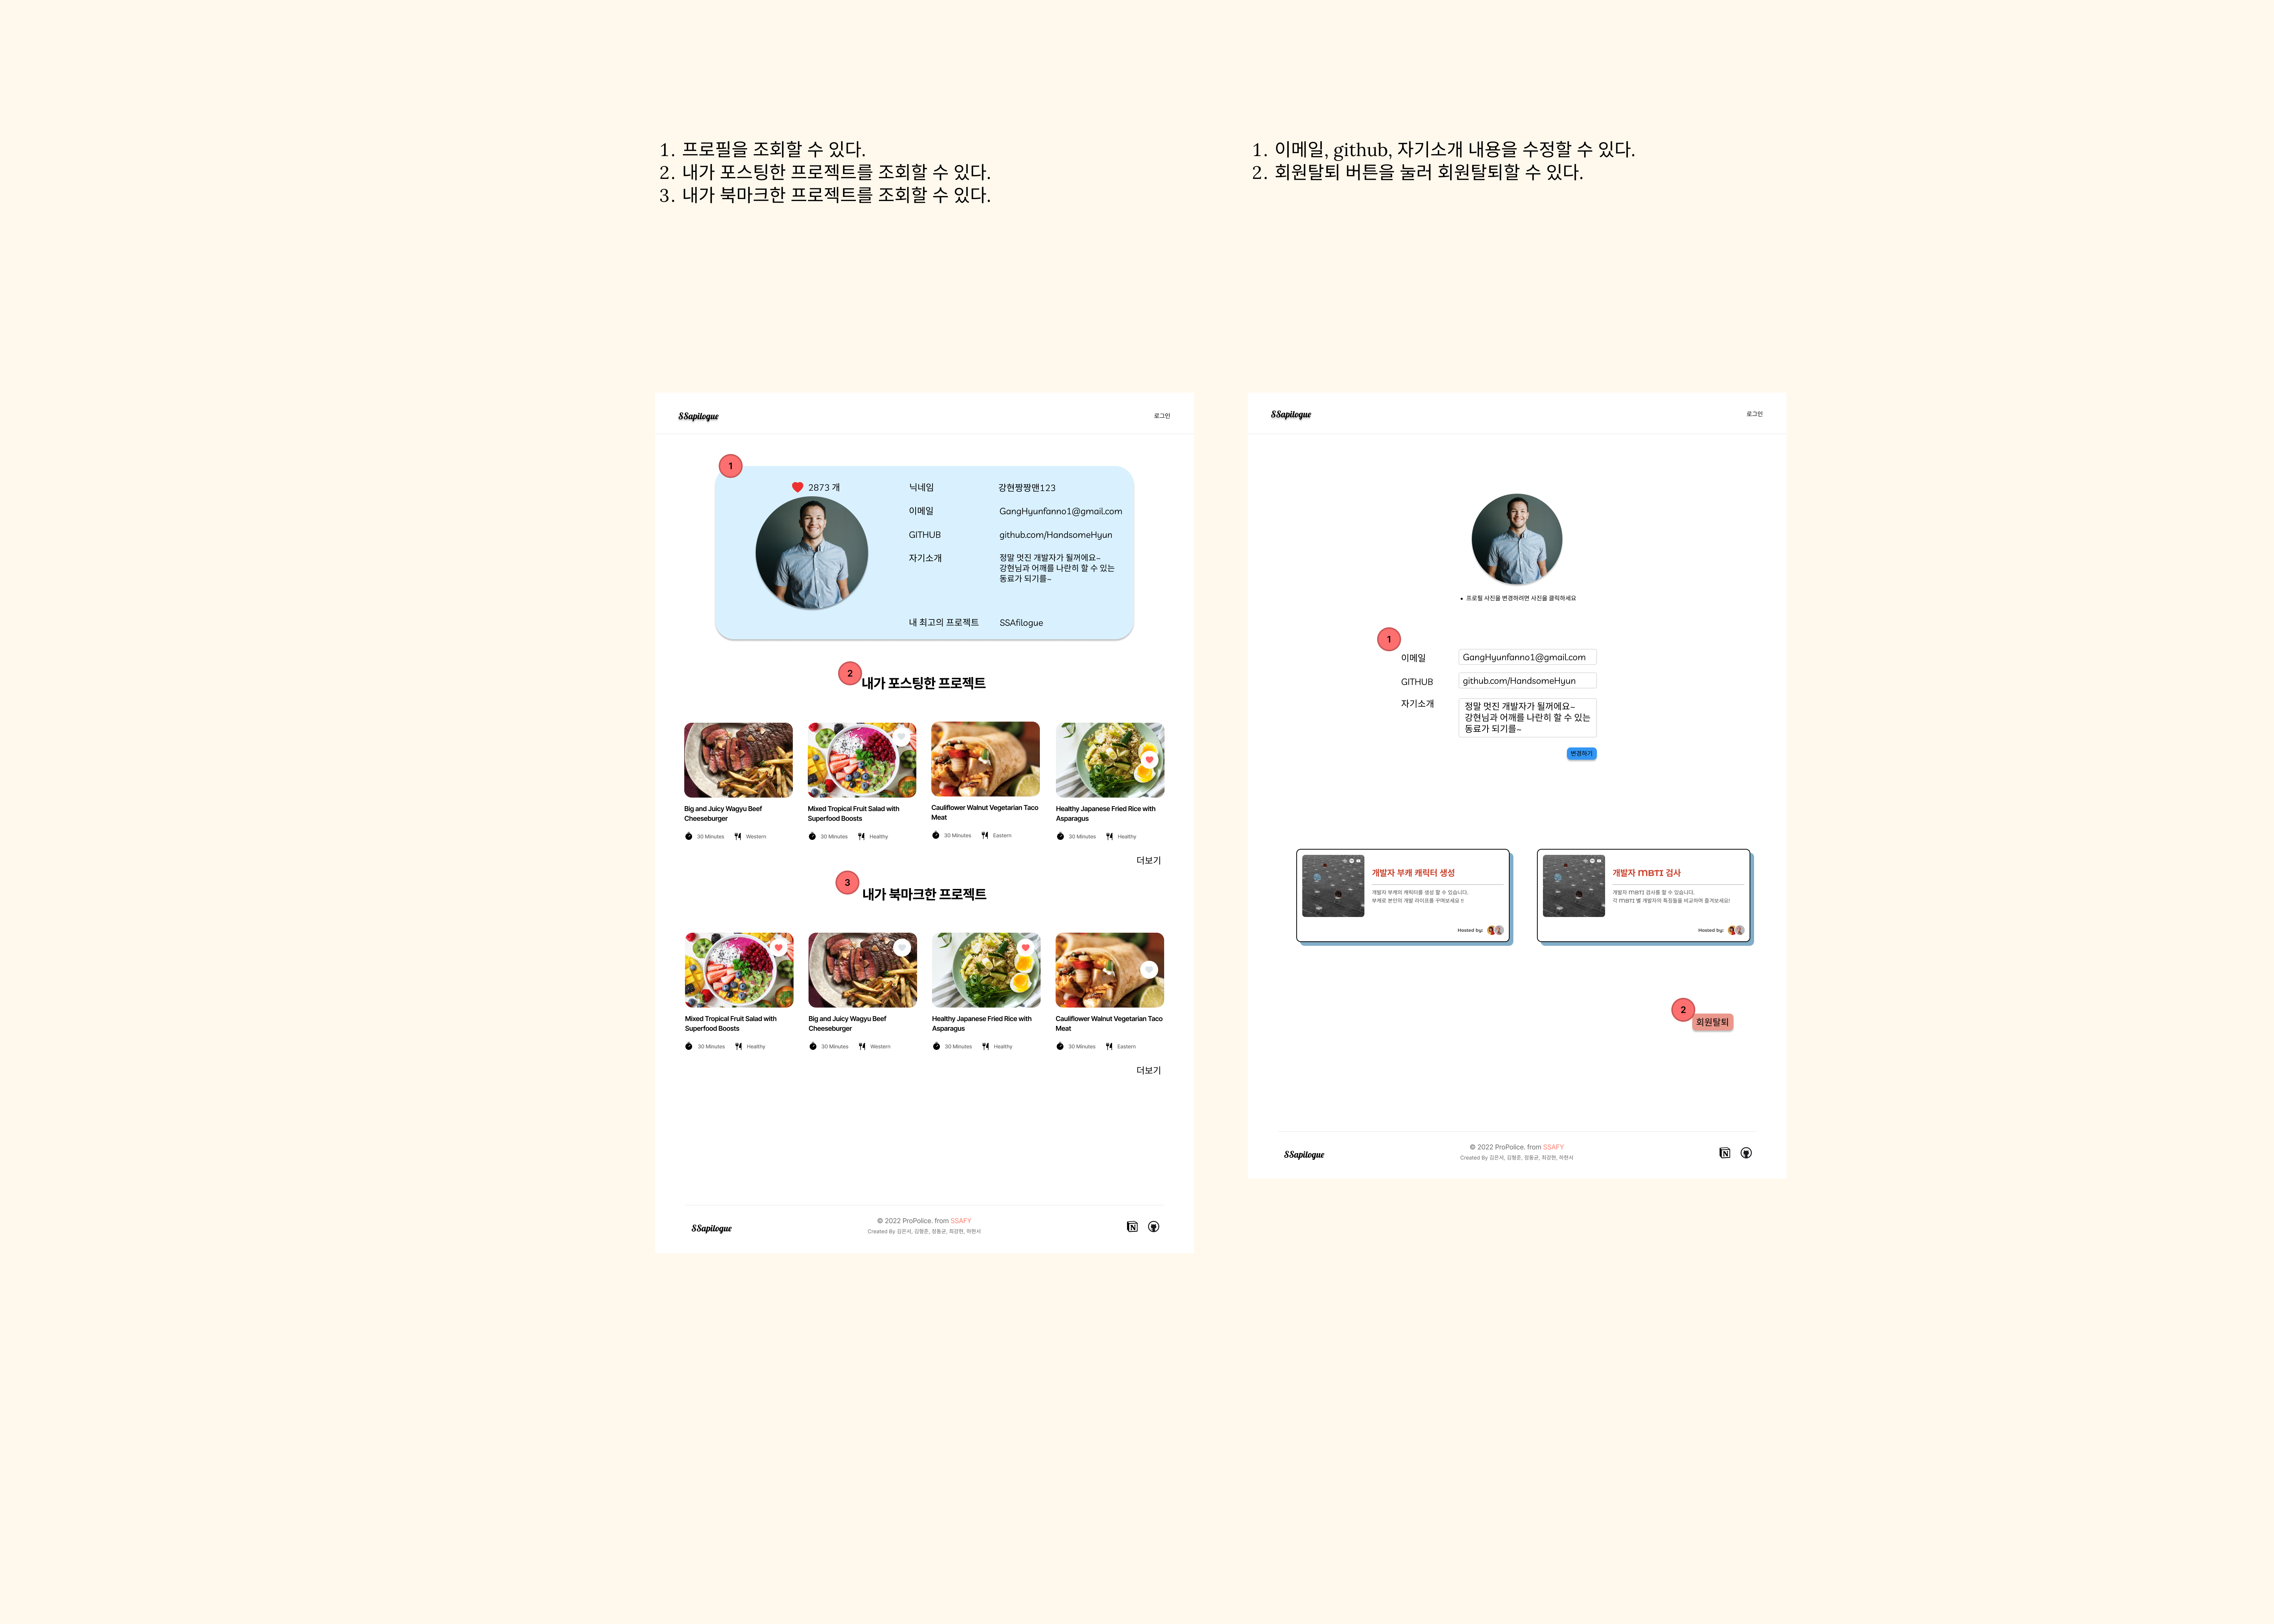 1. 프로필을 조회할 수 있다.
2. 내가 포스팅한 프로젝트를 조회할 수 있다.
3. 내가 북마크한 프로젝트를 조회할 수 있다.
SSapilogue
로그인
1
2873 개
닉네임 강현짱짱맨123
이메일 GangHyunfanno1@gmail.com
GITHUB github.com/HandsomeHyun
자기소개 정말 멋진 개발자가 될꺼에요~
강현님과 어깨를 나란히 할 수 있는
동료가 되기를~
내 최고의 프로젝트 SSAfilogue
2
내가 포스팅한 프로젝트
Big and Juicy Wagyu Beef
Cheeseburger
30 Minutes Western
Mixed Tropical Fruit Salad with
Superfood Boosts
30 Minutes Healthy
Cauliflower Walnut Vegetarian Taco
Meat
30 Minutes Eastern
Healthy Japanese Fried Rice with
Asparagus
30 Minutes Healthy
더보기
3
내가 북마크한 프로젝트
Mixed Tropical Fruit Salad with
Superfood Boosts
30 Minutes Healthy
Big and Juicy Wagyu Beef
Cheeseburger
30 Minutes Western
Healthy Japanese Fried Rice with
Asparagus
30 Minutes Healthy
Cauliflower Walnut Vegetarian Taco
Meat
30 Minutes Eastern
더보기
SSapilogue
© 2022 ProPolice. from SSAFY
Created By 김은서, 김형준, 정동균, 최강현, 하현서
1. 이메일, github, 자기소개 내용을 수정할 수 있다.
2. 회원탈퇴 버튼을 눌러 회원탈퇴할 수 있다.
SSapilogue
로그인
• 프로필 사진을 변경하려면 사진을 클릭하세요
1
이메일 GangHyunfanno1@gmail.com
GITHUB github.com/HandsomeHyun
자기소개 정말 멋진 개발자가 될꺼에요~
강현님과 어깨를 나란히 할 수 있는
동료가 되기를~
변경하기
개발자 부캐 캐릭터 생성
개발자 부캐의 캐릭터를 생성 할 수 있습니다.
부캐로 본인의 개발 라이프를 꾸며보세요 !!
Hosted by:
개발자 MBTI 검사
개발자 MBTI 검사를 할 수 있습니다.
각 MBTI 별 개발자의 특징들을 비교하며 즐겨보세요!
Hosted by:
2
회원탈퇴
SSapilogue
© 2022 ProPolice. from SSAFY
Created By 김은서, 김형준, 정동균, 최강현, 하현서